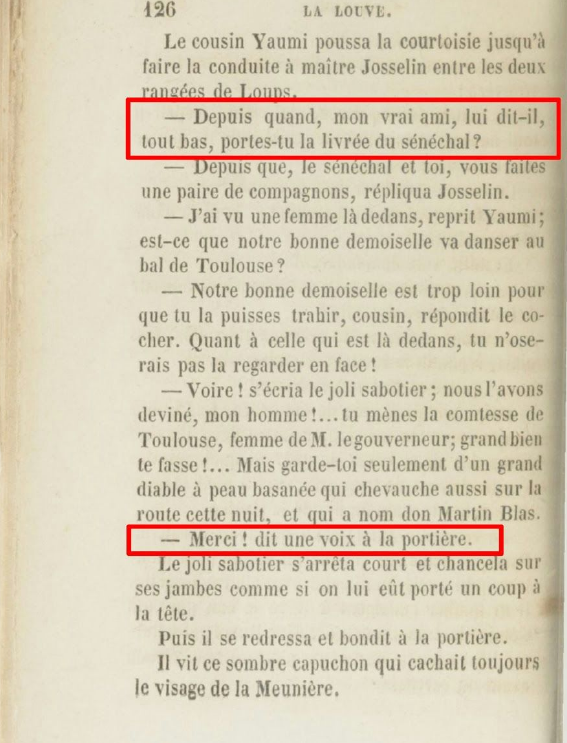 126 LA LOUVE.
Le cousin Yaumi poussa la courtoisie jusqu'à
faire la conduite à maître Josselin entre les deux
rangées de Loups.
— Depuis quand, mon vrai ami, lui dit-il,
tout bas, portes-tu la livrée du sénéchal ?
— Depuis que, le sénéchal et toi, vous faites
une paire de compagnons, répliqua Josselin.
— J'ai vu une femme là dedans, reprit Yaumi ;
est-ce que notre bonne demoiselle va danser au
bal de Toulouse ?
— Notre bonne demoiselle est trop loin pour
que tu la puisses trahir, cousin, répondit le co-
cher. Quant à celle qui est là dedans, tu n'ose-
rais pas la regarder en face !
— Voire ! s'écria le joli sabotier ; nous l'avons
deviné, mon homme !... tu mènes la comtesse de
Toulouse, femme de M. le gouverneur; grand bien
te fasse !... Mais garde-toi seulement d'un grand
diable à peau basanée qui chevauche aussi sur la
route cette nuit, et qui a nom don Martin Blas.
— Merci ! dit une voix à la portière.
Le joli sabotier s'arrêta court et chancela sur
ses jambes comme si on lui eût porté un coup à
la tête.
Puis il se redressa et bondit à la portière.
Il vit ce sombre capuchon qui cachait toujours
le visage de la Meunière.